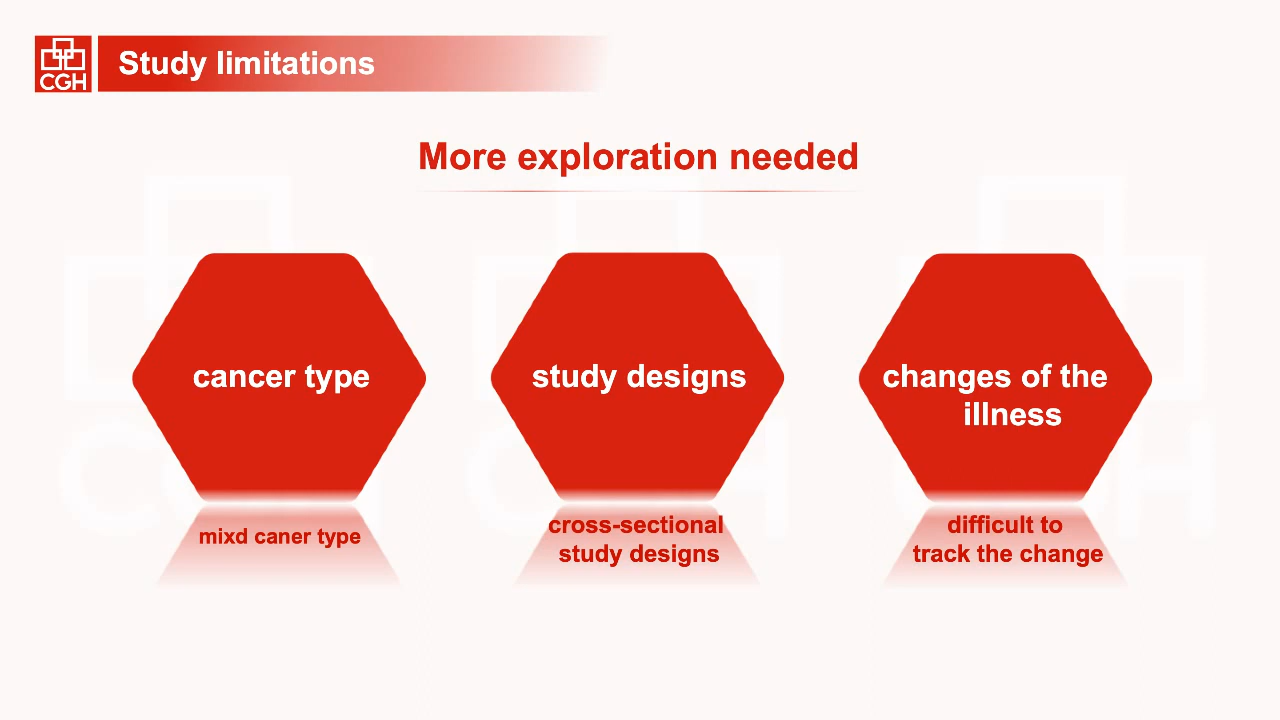 CGH
Study limitations
More exploration needed
cancer type
study designs
changes of the
illness
mixd caner type
cross-sectional
study designs
difficult to
track the change